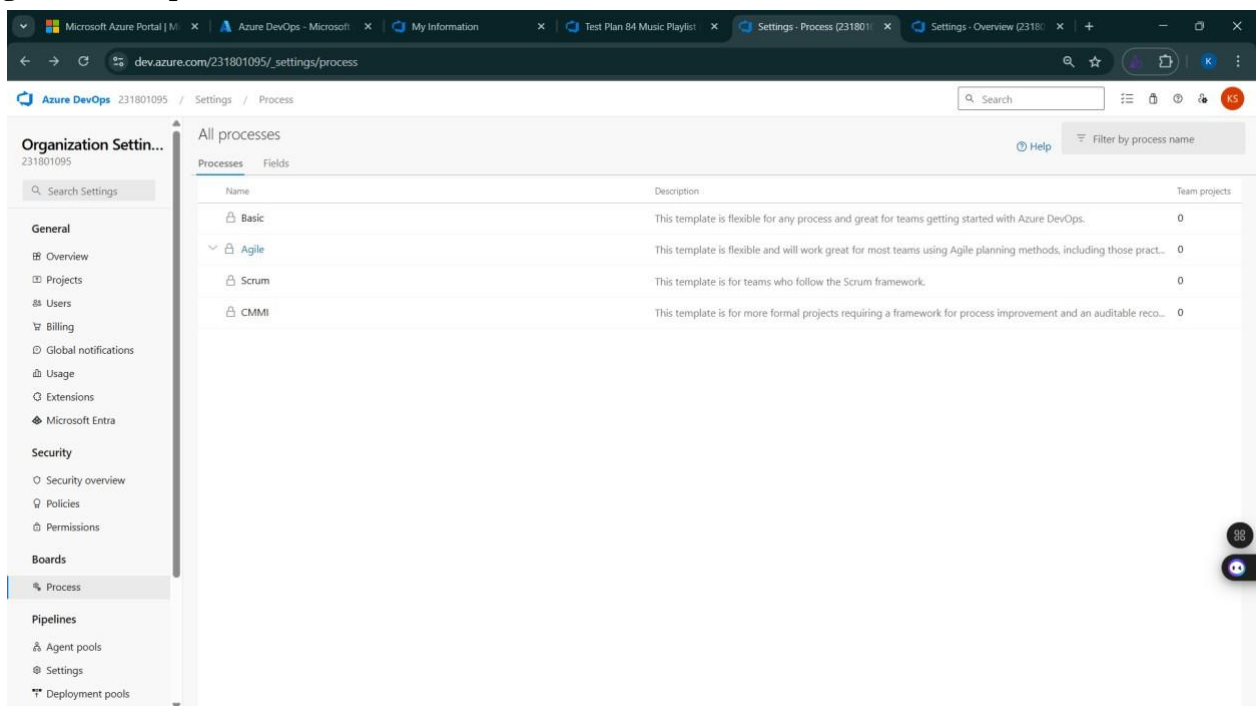 Microsoft Azure Portal | M
Azure DevOps - Microsoft
My Information
Test Plan 84 Music Playlist
Settings - Process (2318010
Settings - Overview (23180
dev.azure.com/231801095/_settings/process
K
Azure DevOps 231801095 / Settings / Process
Search
KS
Organization Settin...
231801095
Search Settings
General
Overview
Projects
Users
Billing
Global notifications
Usage
Extensions
Microsoft Entra
Security
Security overview
Policies
Permissions
Boards
Process
Pipelines
Agent pools
Settings
Deployment pools
All processes
Help
Filter by process name
Processes Fields
Name Description Team projects
Basic This template is flexible for any process and great for teams getting started with Azure DevOps. 0
Agile This template is flexible and will work great for most teams using Agile planning methods, including those pract... 0
Scrum This template is for teams who follow the Scrum framework. 0
CMMI This template is for more formal projects requiring a framework for process improvement and an auditable reco... 0